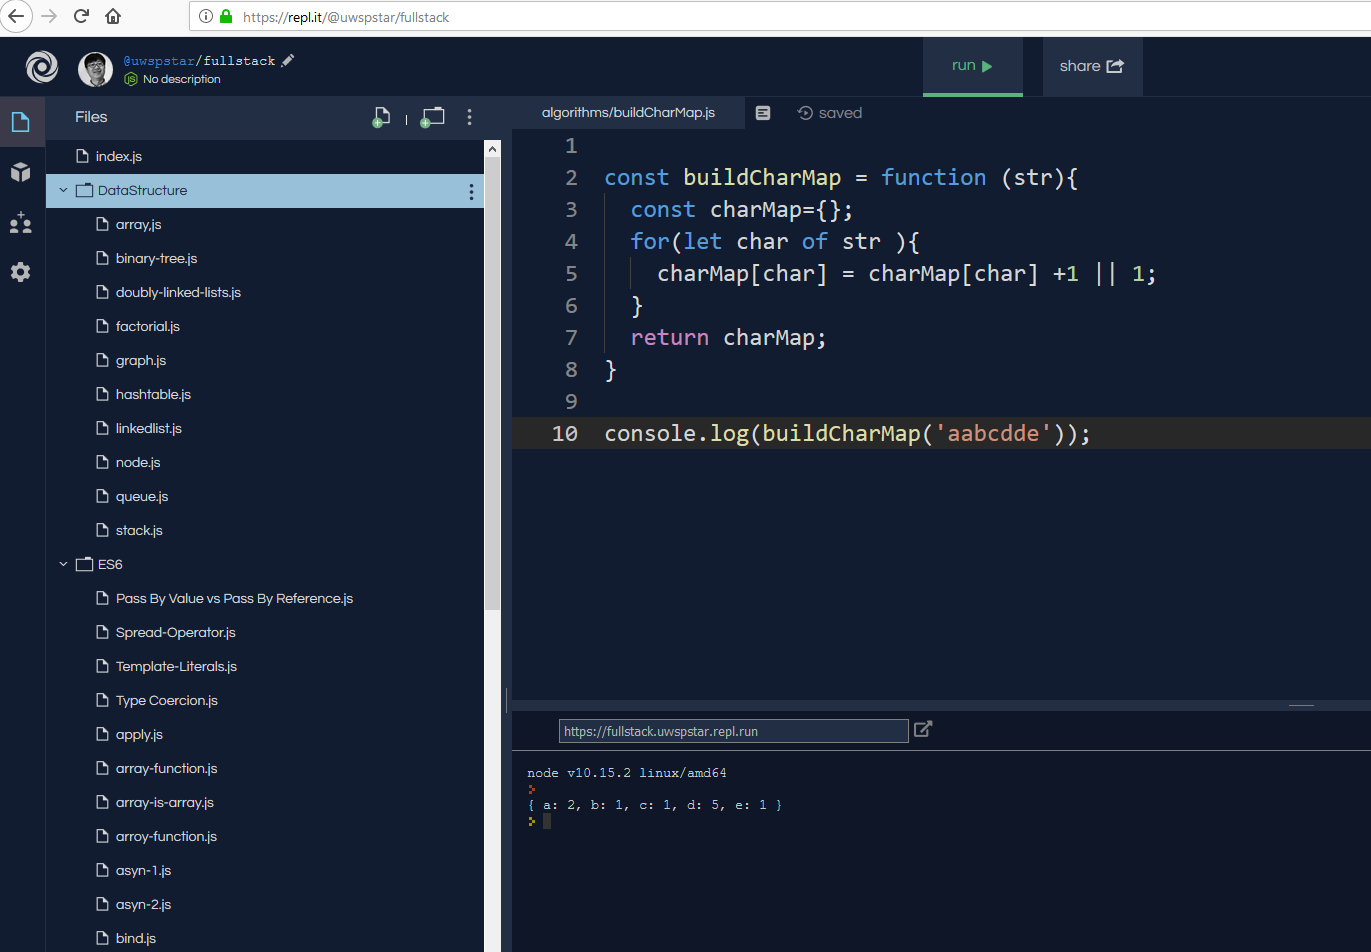 https://repl.it/@uwspstar/fullstack
@uwspstar/fullstack
No description
run
share
Files
algorithms/buildCharMap.js
saved
index.js
DataStructure
array,js
binary-tree.js
doubly-linked-lists.js
factorial.js
graph.js
hashtable.js
linkedlist.js
node.js
queue.js
stack.js
ES6
Pass By Value vs Pass By Reference.js
Spread-Operator.js
Template-Literals.js
Type Coercion.js
apply.js
array-function.js
array-is-array.js
arroy-function.js
asyn-1.js
asyn-2.js
bind.js
1
2 const buildCharMap = function (str){
3 const charMap={};
4 for(let char of str ){
5 charMap[char] = charMap[char] +1 || 1;
6 }
7 return charMap;
8 }
9
10 console.log(buildCharMap('aabcdde'));
https://fullstack.uwspstar.repl.run
node v10.15.2 linux/amd64
{ a: 2, b: 1, c: 1, d: 5, e: 1 }